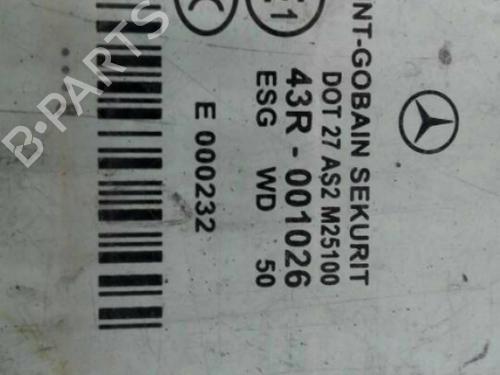 NT-GOBAIN SEKURIT
DOT 27 AS2 M25100
43R - 001026
ESG WD 50
E 000232
B-PARTS